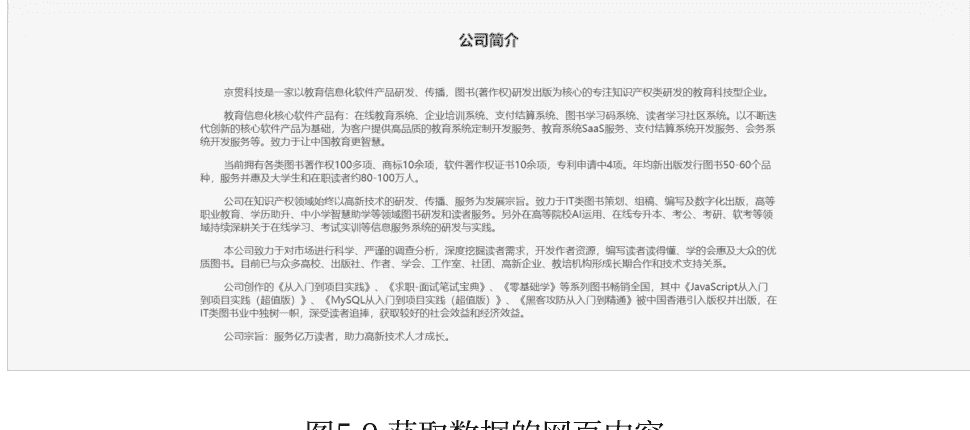 公司简介
京贯科技是一家以教育信息化软件产品研发、传播，图书(著作权)研发出版为核心的专注知识产权类研发的教育科技型企业。
教育信息化核心软件产品有：在线教育系统、企业培训系统、支付结算系统、图书学习码系统、读者学习社区系统。以不断迭
代创新的核心软件产品为基础，为客户提供高品质的教育系统定制开发服务、教育系统SaaS服务、支付结算系统开发服务、会务系
统开发服务等。致力于让中国教育更智慧。
当前拥有各类图书著作权100多项、商标10余项，软件著作权证书10余项，专利申请中4项。年均新出版发行图书50-60个品
种，服务并惠及大学生和在职读者约80-100万人。
公司在知识产权领域始终以高新技术的研发、传播、服务为发展宗旨。致力于IT类图书策划、组稿、编写及数字化出版，高等
职业教育、学历助升、中小学智慧助学等领域图书研发和读者服务。另外在高等院校AI运用、在线专升本、考公、考研、软考等领
域持续深耕关于在线学习、考试实训等信息服务系统的研发与实践。
本公司致力于对市场进行科学、严谨的调查分析，深度挖掘读者需求，开发作者资源，编写读者读得懂、学的会惠及大众的优
质图书。目前已与众多高校、出版社、作者、学会、工作室、社团、高新企业、教培机构形成长期合作和技术支持关系。
公司创作的《从入门到项目实践》、《求职-面试笔试宝典》、《零基础学》等系列图书畅销全国，其中《JavaScript从入门
到项目实践（超值版）》、《MySQL从入门到项目实践（超值版）》、《黑客攻防从入门到精通》被中国香港引入版权并出版，在
IT类图书业中独树一帜，深受读者追捧，获取较好的社会效益和经济效益。
公司宗旨：服务亿万读者，助力高新技术人才成长。
图5-9 获取数据的网页内容